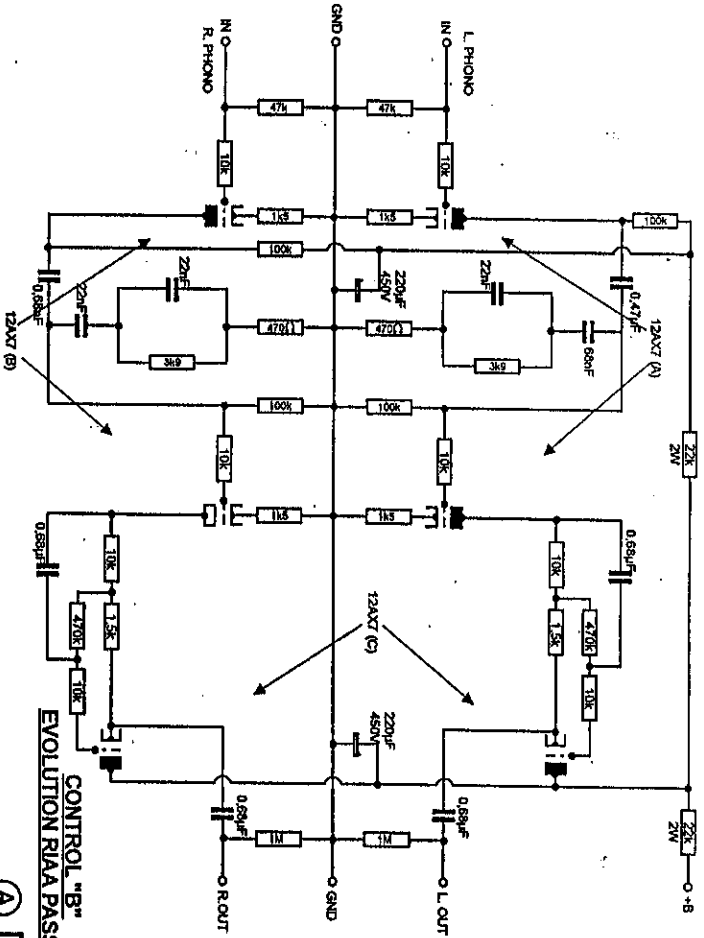 L. PHONO
IN
47k
10k
1k5
100k
0,47µF
22nF
68nF
3k9
470Ω
220µF
450V
12AX7 (A)
100k
10k
1k5
22k
2W
0,68µF
10k
1,5k
470k
10k
0,68µF
1M
L. OUT
22k
2W
+B
GND
GND
220µF
450V
12AX7 (C)
R. PHONO
IN
47k
10k
1k5
100k
22nF
22nF
3k9
470Ω
12AX7 (B)
100k
10k
1k5
0,68µF
10k
1,5k
470k
10k
0,68µF
1M
R.OUT
CONTROL "B"
EVOLUTION RIAA PASS
A